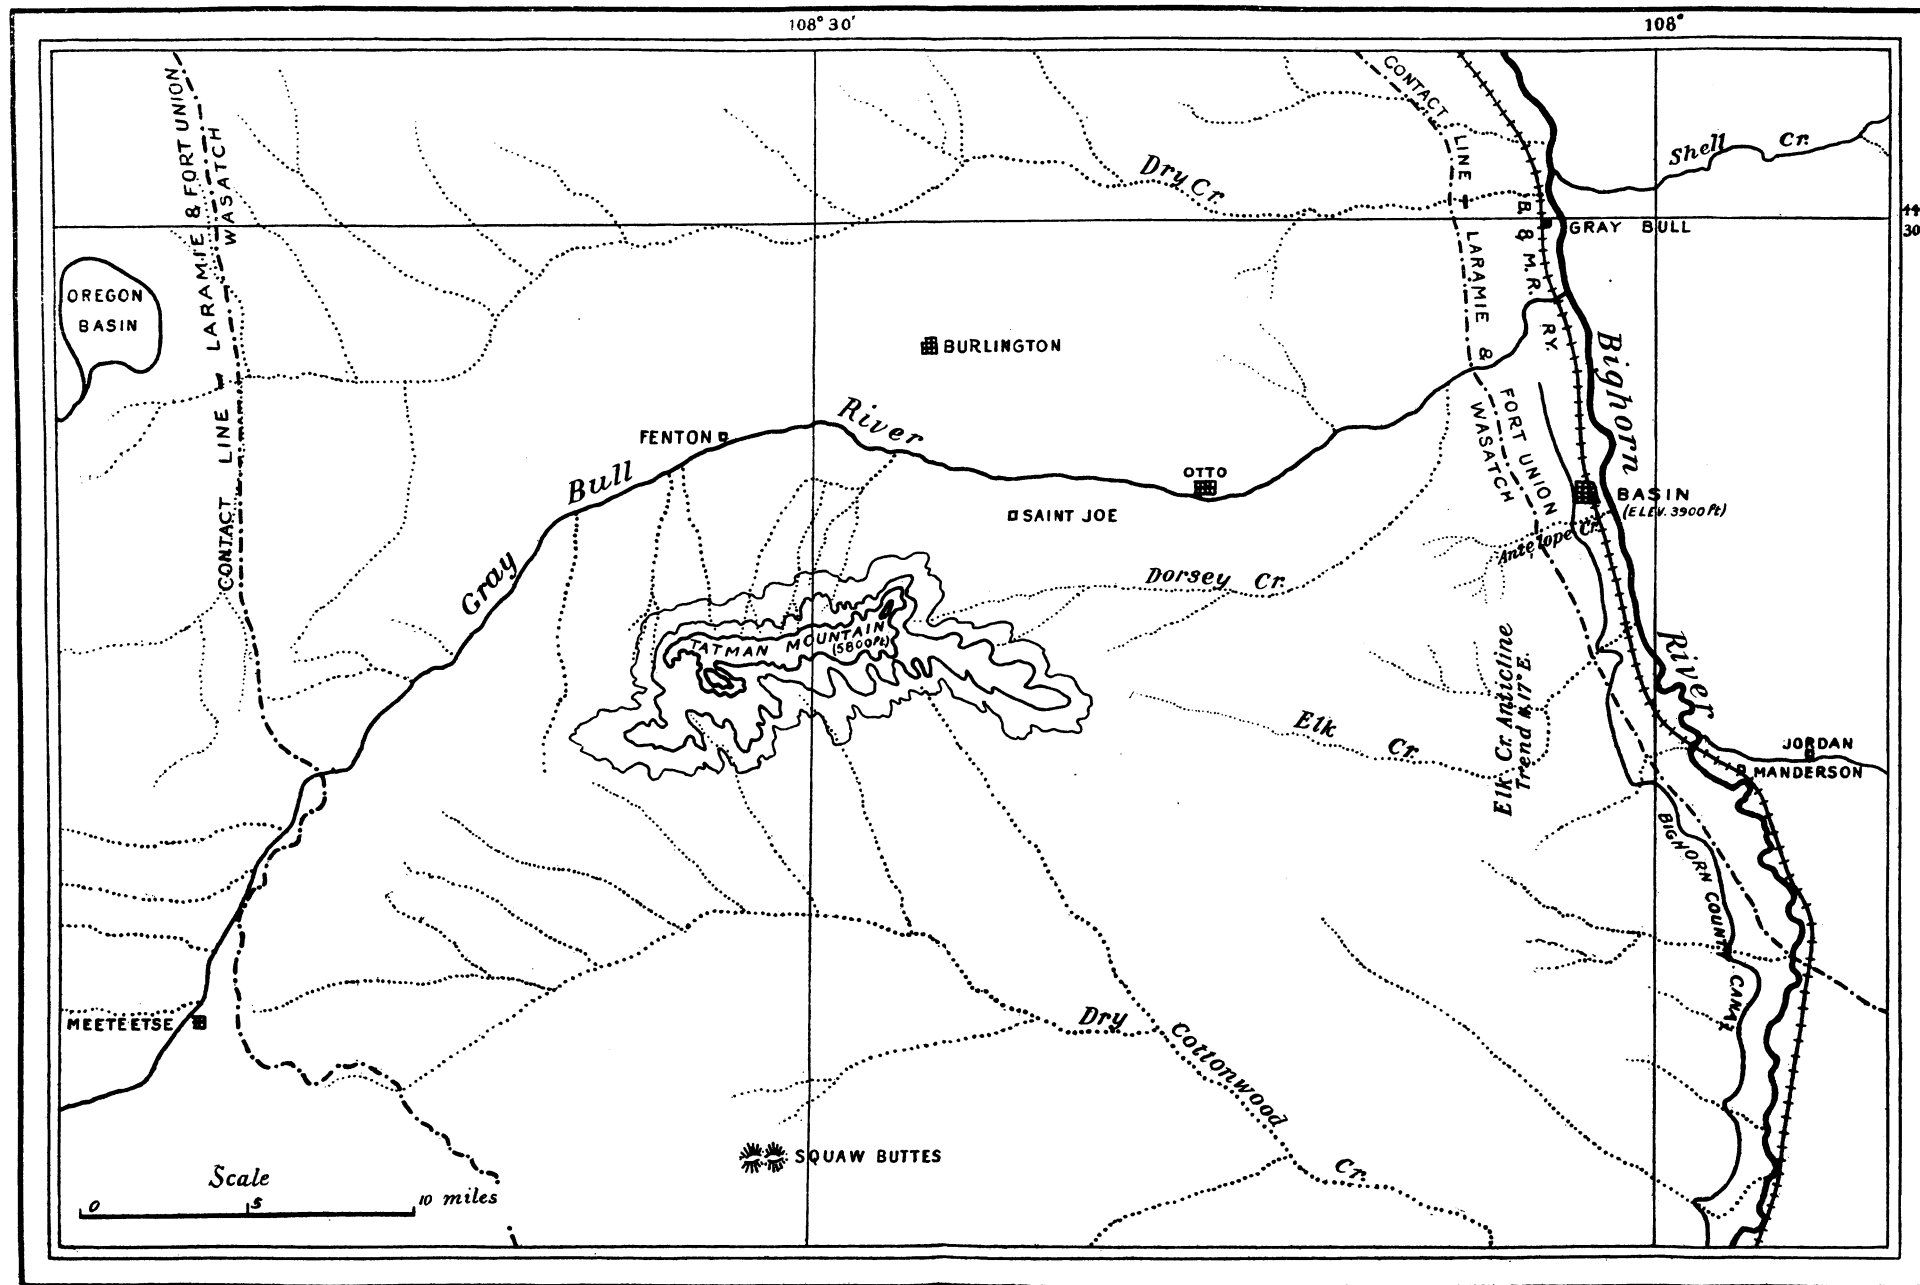 108° 30'
108°
CONTACT LINE
LARAMIE & FORT UNION
WASATCH
CONTACT LINE
LARAMIE & FORT UNION
WASATCH
Dry Cr.
Shell Cr.
44
30
B. & M. R. RY.
GRAY BULL
OREGON
BASIN
BURLINGTON
Bighorn River
FENTON
Gray Bull River
OTTO
SAINT JOE
BASIN
(ELEV. 3900 ft)
Antelope Cr.
Dorsey Cr.
TATMAN MOUNTAIN
(5800 ft)
Elk Cr. Anticline
Trend N. 17° E.
Elk Cr.
JORDAN
MANDERSON
BIGHORN COUNTY CANAL
MEETEETSE
Dry
Cottonwood Cr.
SQUAW BUTTES
Scale
0 5 10 miles